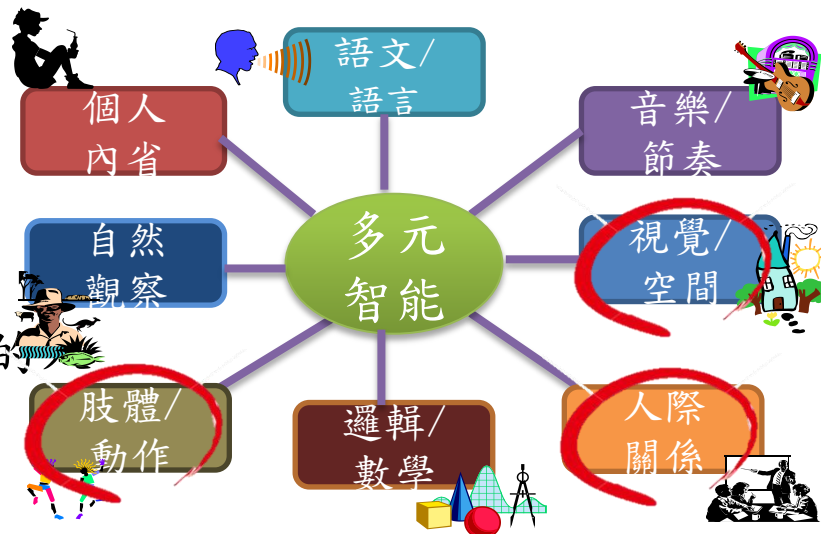 語文/
語言
個人
內省
音樂/
節奏
自然
觀察
多元
智能
視覺/
空間
肢體/
動作
邏輯/
數學
人際
關係